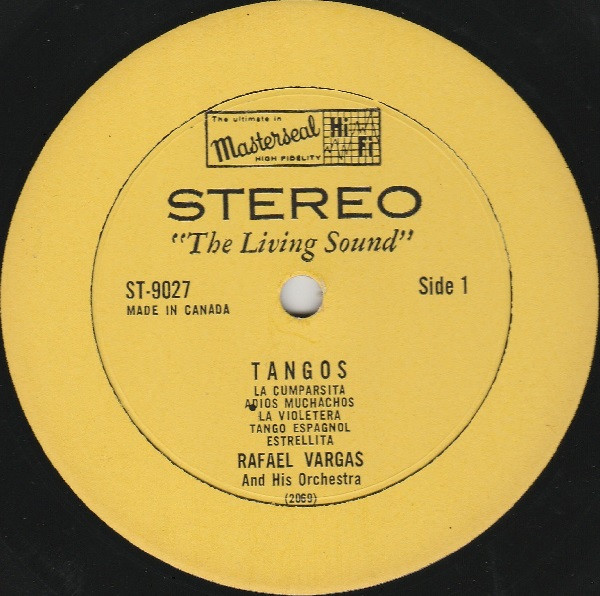 The ultimate in
Masterseal
HIGH FIDELITY
Hi
Fi
STEREO
"The Living Sound"
ST-9027
Side 1
MADE IN CANADA
TANGOS
LA CUMPARSITA
ADIOS MUCHACHOS
LA VIOLETERA
TANGO ESPAGNOL
ESTRELLITA
RAFAEL VARGAS
And His Orchestra
(2069)